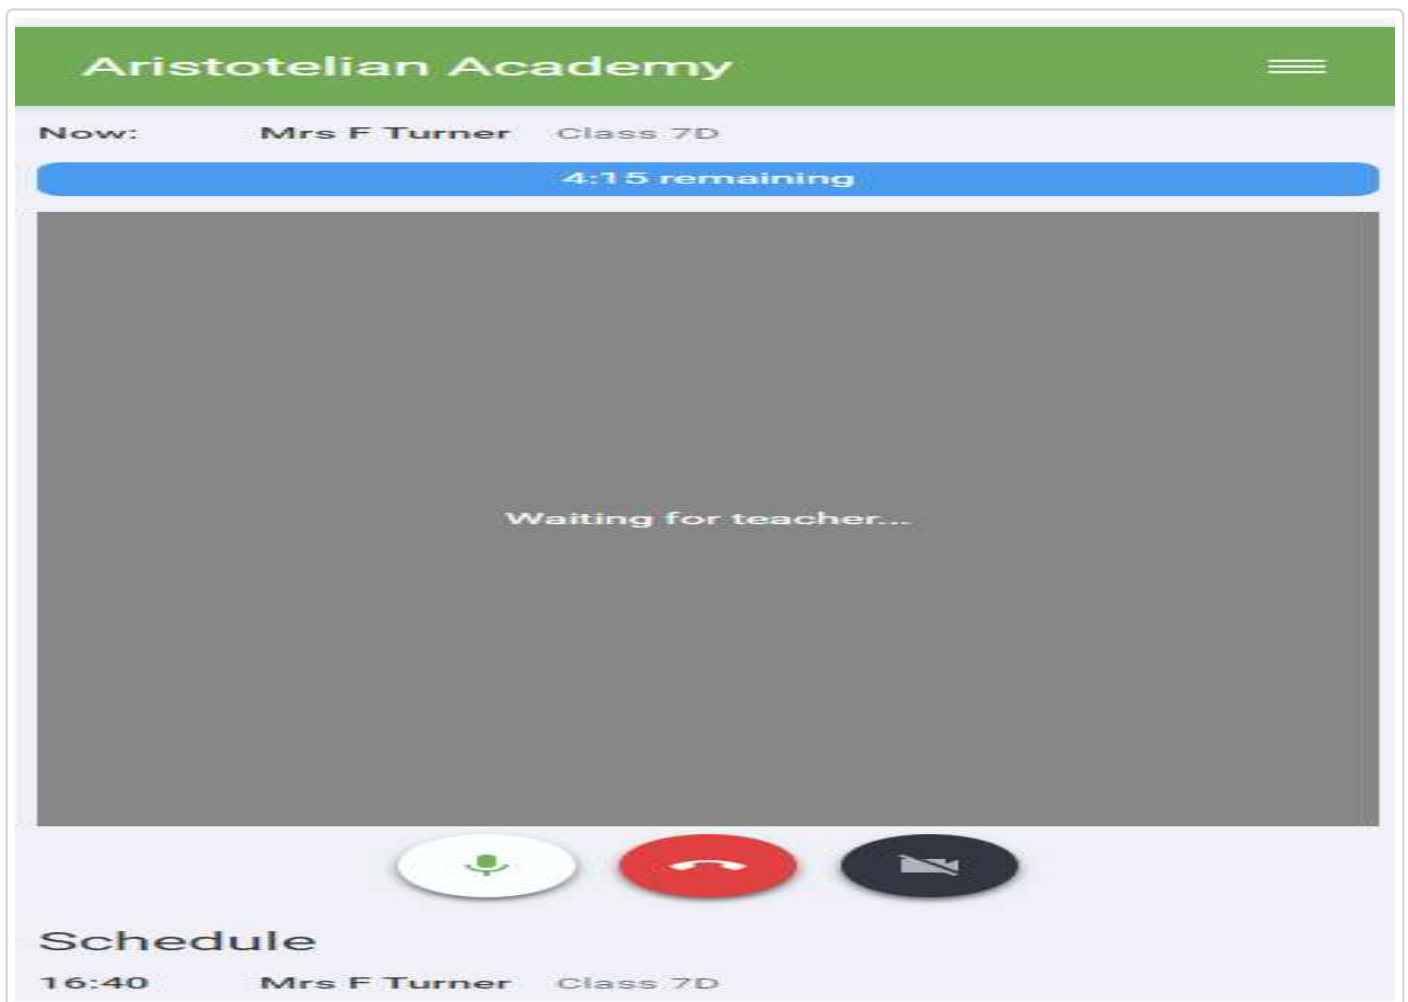 Aristotelian Academy
Now: Mrs F Turner Class 7D
4:15 remaining
Waiting for teacher...
Schedule
16:40 Mrs F Turner Class 7D